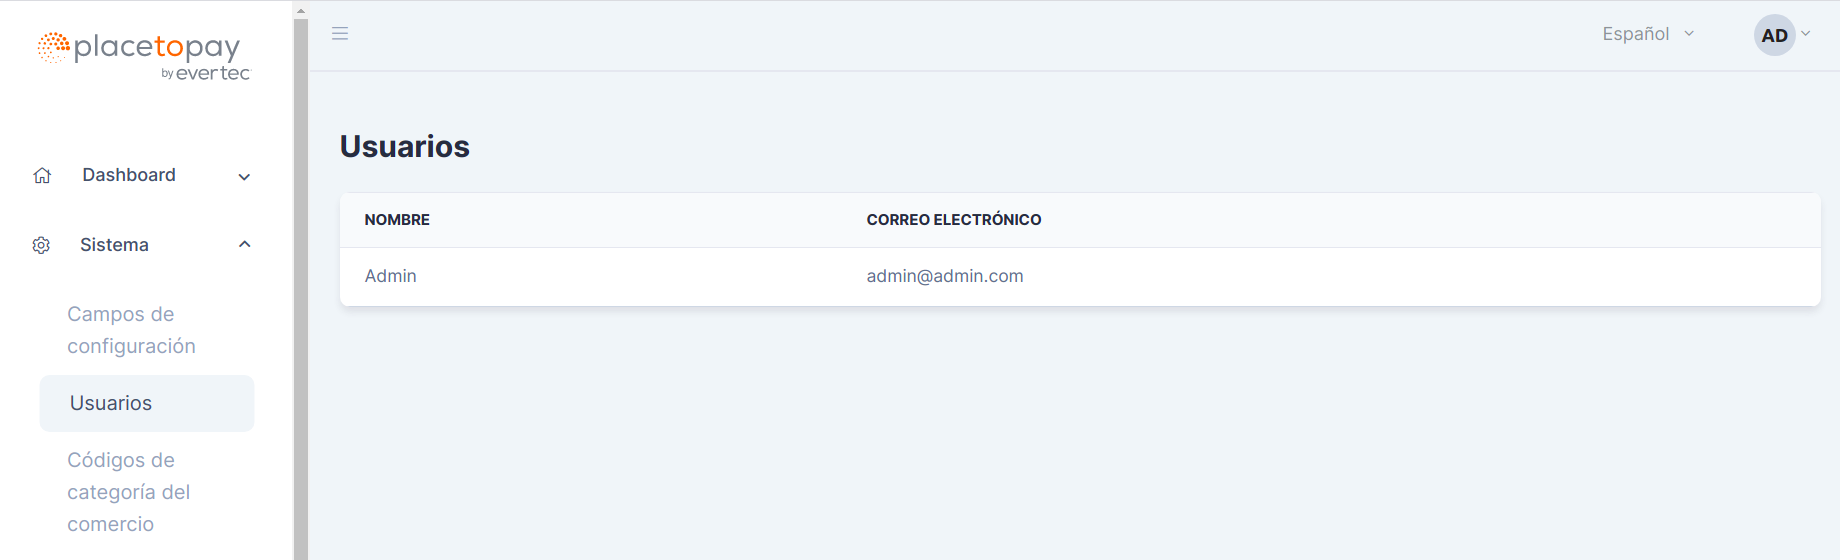 placetopay
by evertec
Español
AD
Dashboard
Sistema
Campos de
configuración
Usuarios
Códigos de
categoría del
comercio
Usuarios
NOMBRE CORREO ELECTRÓNICO
Admin admin@admin.com